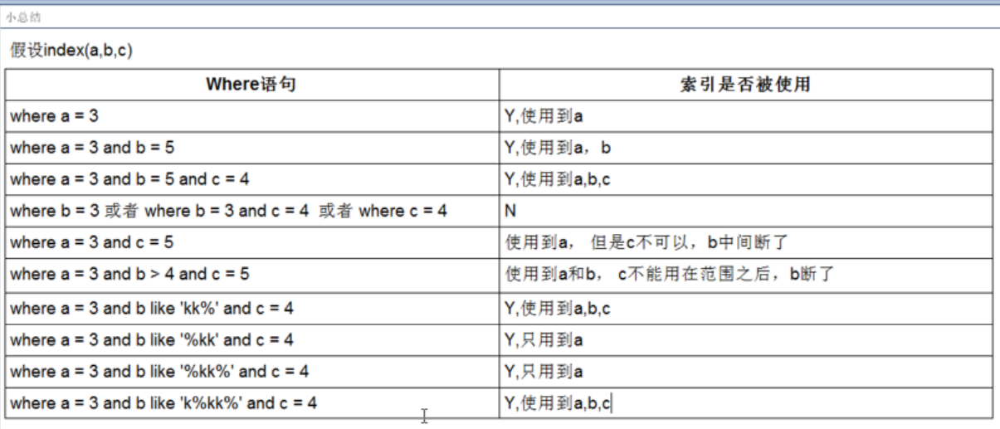 小总结
假设index(a,b,c)
Where语句 索引是否被使用
where a = 3 Y,使用到a
where a = 3 and b = 5 Y,使用到a，b
where a = 3 and b = 5 and c = 4 Y,使用到a,b,c
where b = 3 或者 where b = 3 and c = 4 或者 where c = 4 N
where a = 3 and c = 5 使用到a， 但是c不可以，b中间断了
where a = 3 and b > 4 and c = 5 使用到a和b， c不能用在范围之后，b断了
where a = 3 and b like 'kk%' and c = 4 Y,使用到a,b,c
where a = 3 and b like '%kk' and c = 4 Y,只用到a
where a = 3 and b like '%kk%' and c = 4 Y,只用到a
where a = 3 and b like 'k%kk%' and c = 4 Y,使用到a,b,c